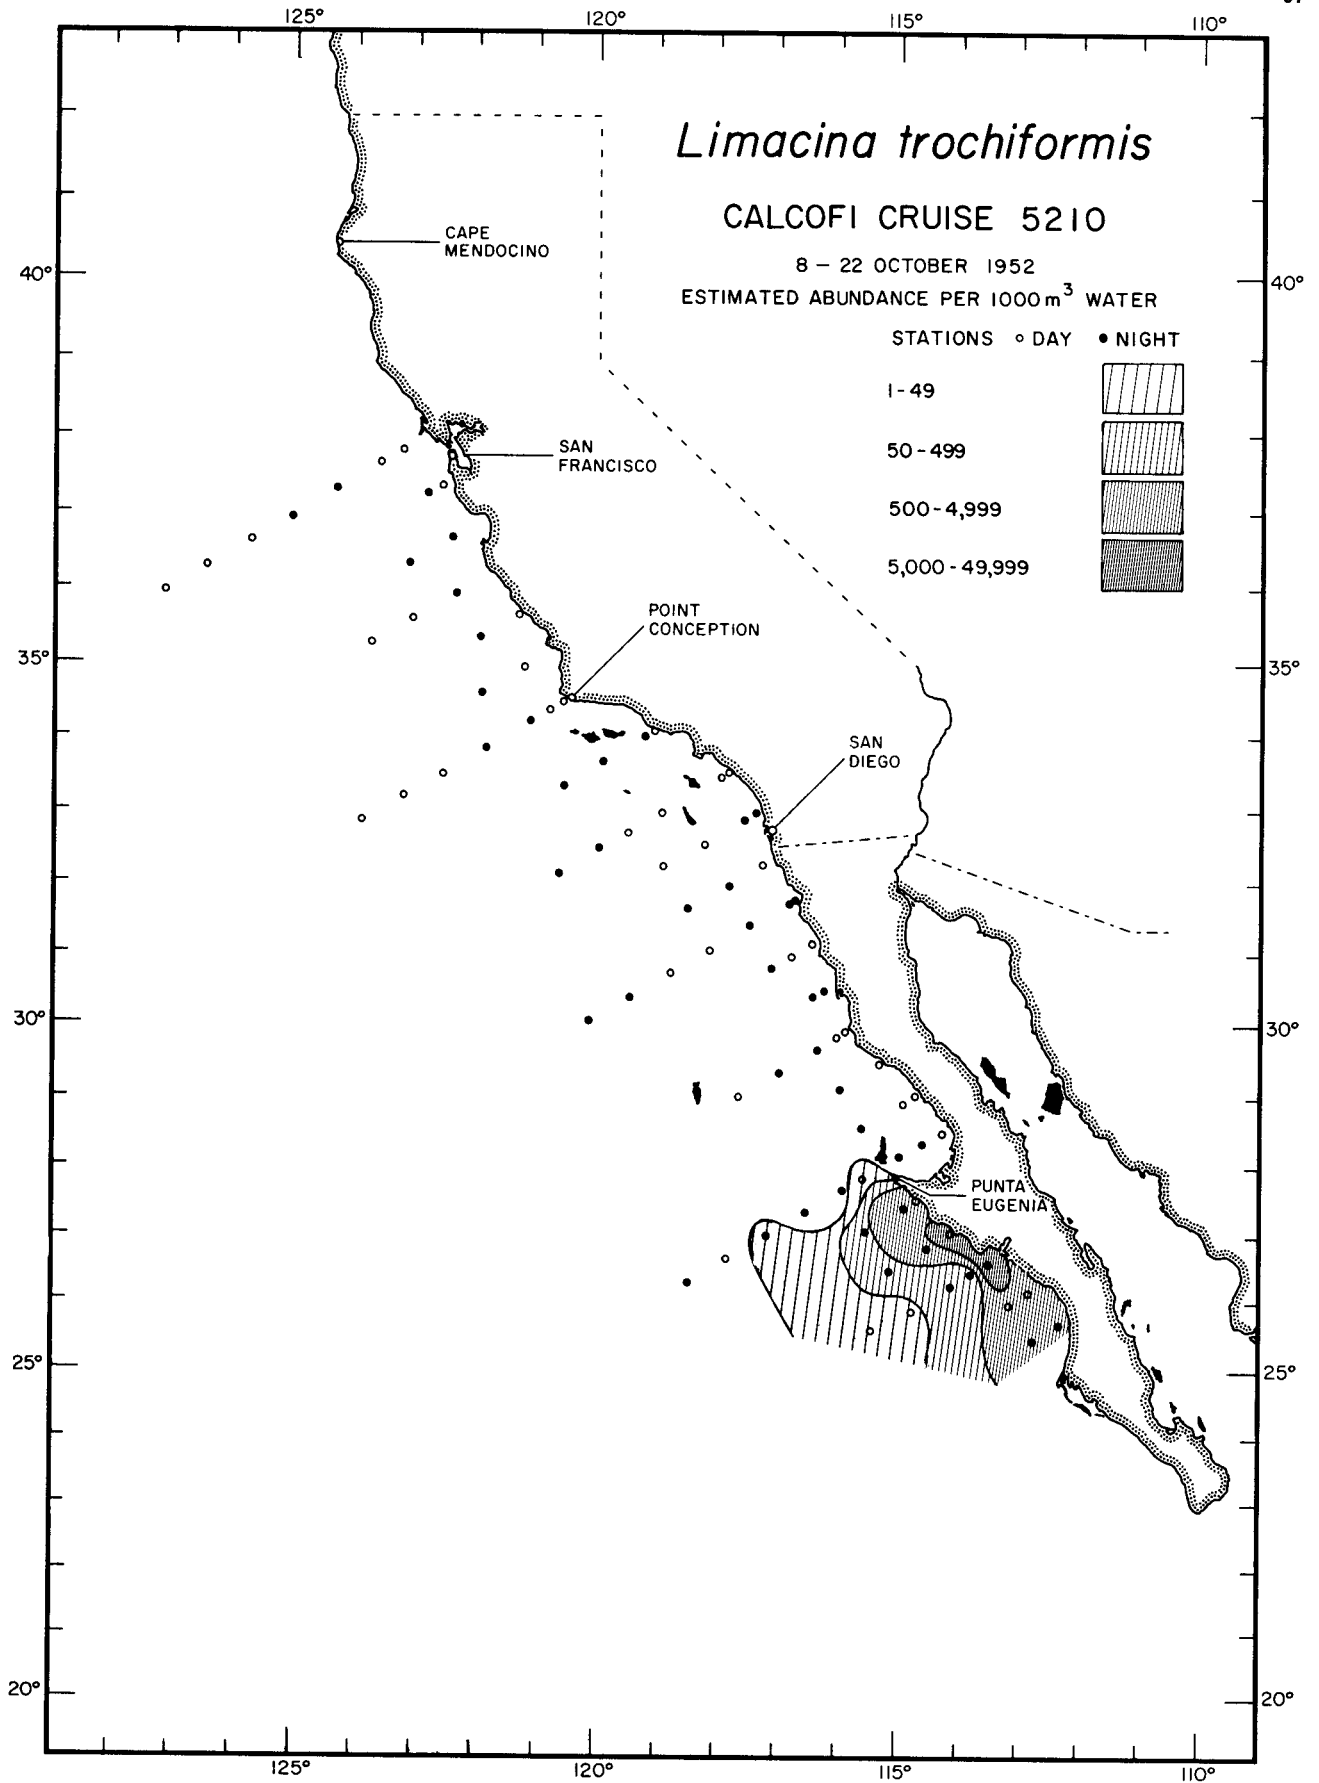 125° 120° 115° 110°
Limacina trochiformis
CALCOFI CRUISE 5210
8 – 22 OCTOBER 1952
ESTIMATED ABUNDANCE PER 1000 m³ WATER
STATIONS ○ DAY ● NIGHT
1-49
50-499
500-4,999
5,000-49,999
CAPE
MENDOCINO
40° 40°
SAN
FRANCISCO
POINT
CONCEPTION
35° 35°
SAN
DIEGO
30° 30°
PUNTA
EUGENIA
25° 25°
20° 20°
125° 120° 115° 110°